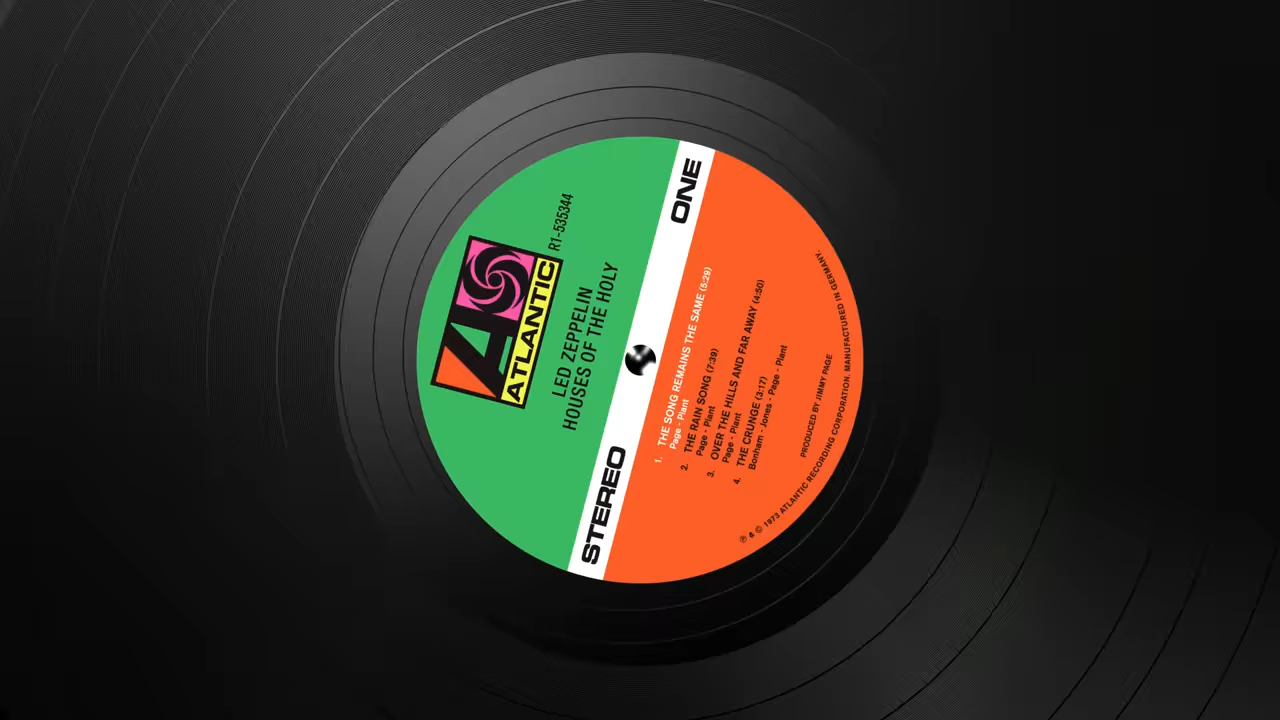 ATLANTIC
R1-535344
LED ZEPPELIN
HOUSES OF THE HOLY
STEREO ONE
1. THE SONG REMAINS THE SAME (5:29)
Page - Plant
2. THE RAIN SONG (7:39)
Page - Plant
3. OVER THE HILLS AND FAR AWAY (4:50)
Page - Plant
4. THE CRUNGE (3:17)
Bonham - Jones - Page - Plant
PRODUCED BY JIMMY PAGE
℗ & © 1973 ATLANTIC RECORDING CORPORATION. MANUFACTURED IN GERMANY.